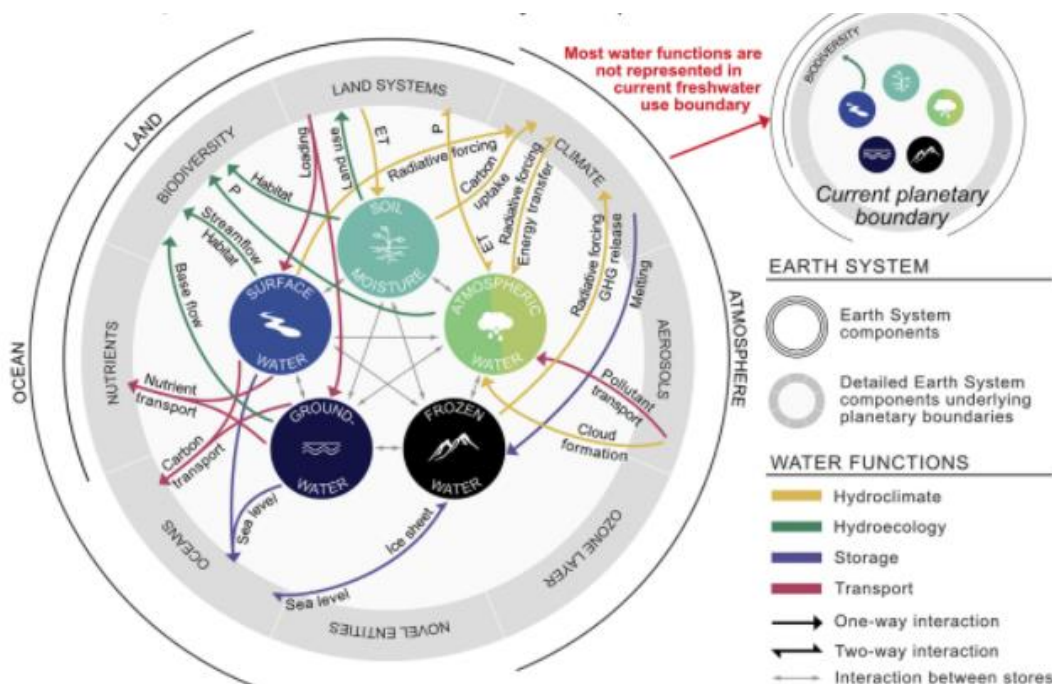 Most water functions are
not represented in
current freshwater
use boundary
BIODIVERSITY
Current planetary
boundary
LAND
OCEAN
ATMOSPHERE
LAND SYSTEMS
CLIMATE
AEROSOLS
OZONE LAYER
NOVEL ENTITIES
OCEANS
NUTRIENTS
BIODIVERSITY
Loading
Land use
ET
P
Radiative forcing
Carbon
uptake
Radiative forcing
Energy transfer
ET
Radiative forcing
GHG release
Melting
Habitat
P
Streamflow
Habitat
Base flow
SOIL
MOISTURE
SURFACE
WATER
ATMOSPHERIC
WATER
GROUND-
WATER
FROZEN
WATER
Nutrient
transport
Carbon
transport
Pollutant
transport
Cloud
formation
Sea level
Ice sheet
Sea level
EARTH SYSTEM
Earth System
components
Detailed Earth System
components underlying
planetary boundaries
WATER FUNCTIONS
Hydroclimate
Hydroecology
Storage
Transport
One-way interaction
Two-way interaction
Interaction between stores